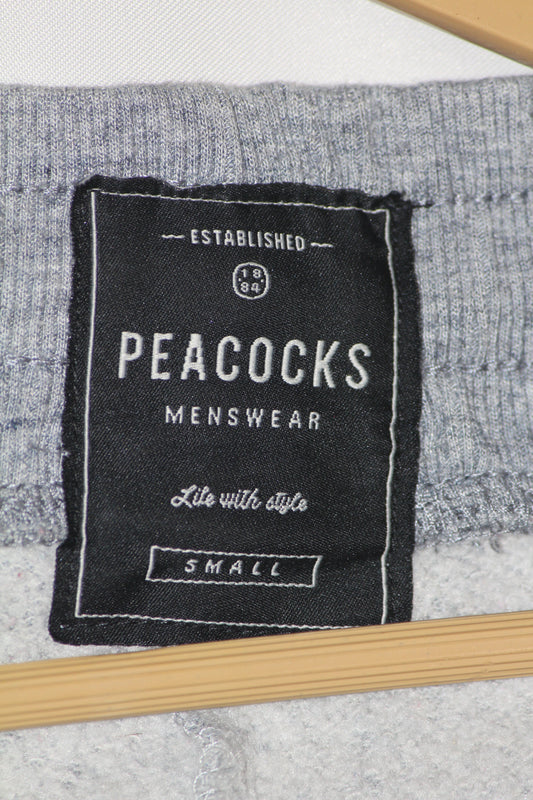 — ESTABLISHED —
18
84
PEACOCKS
MENSWEAR
Life with style
SMALL